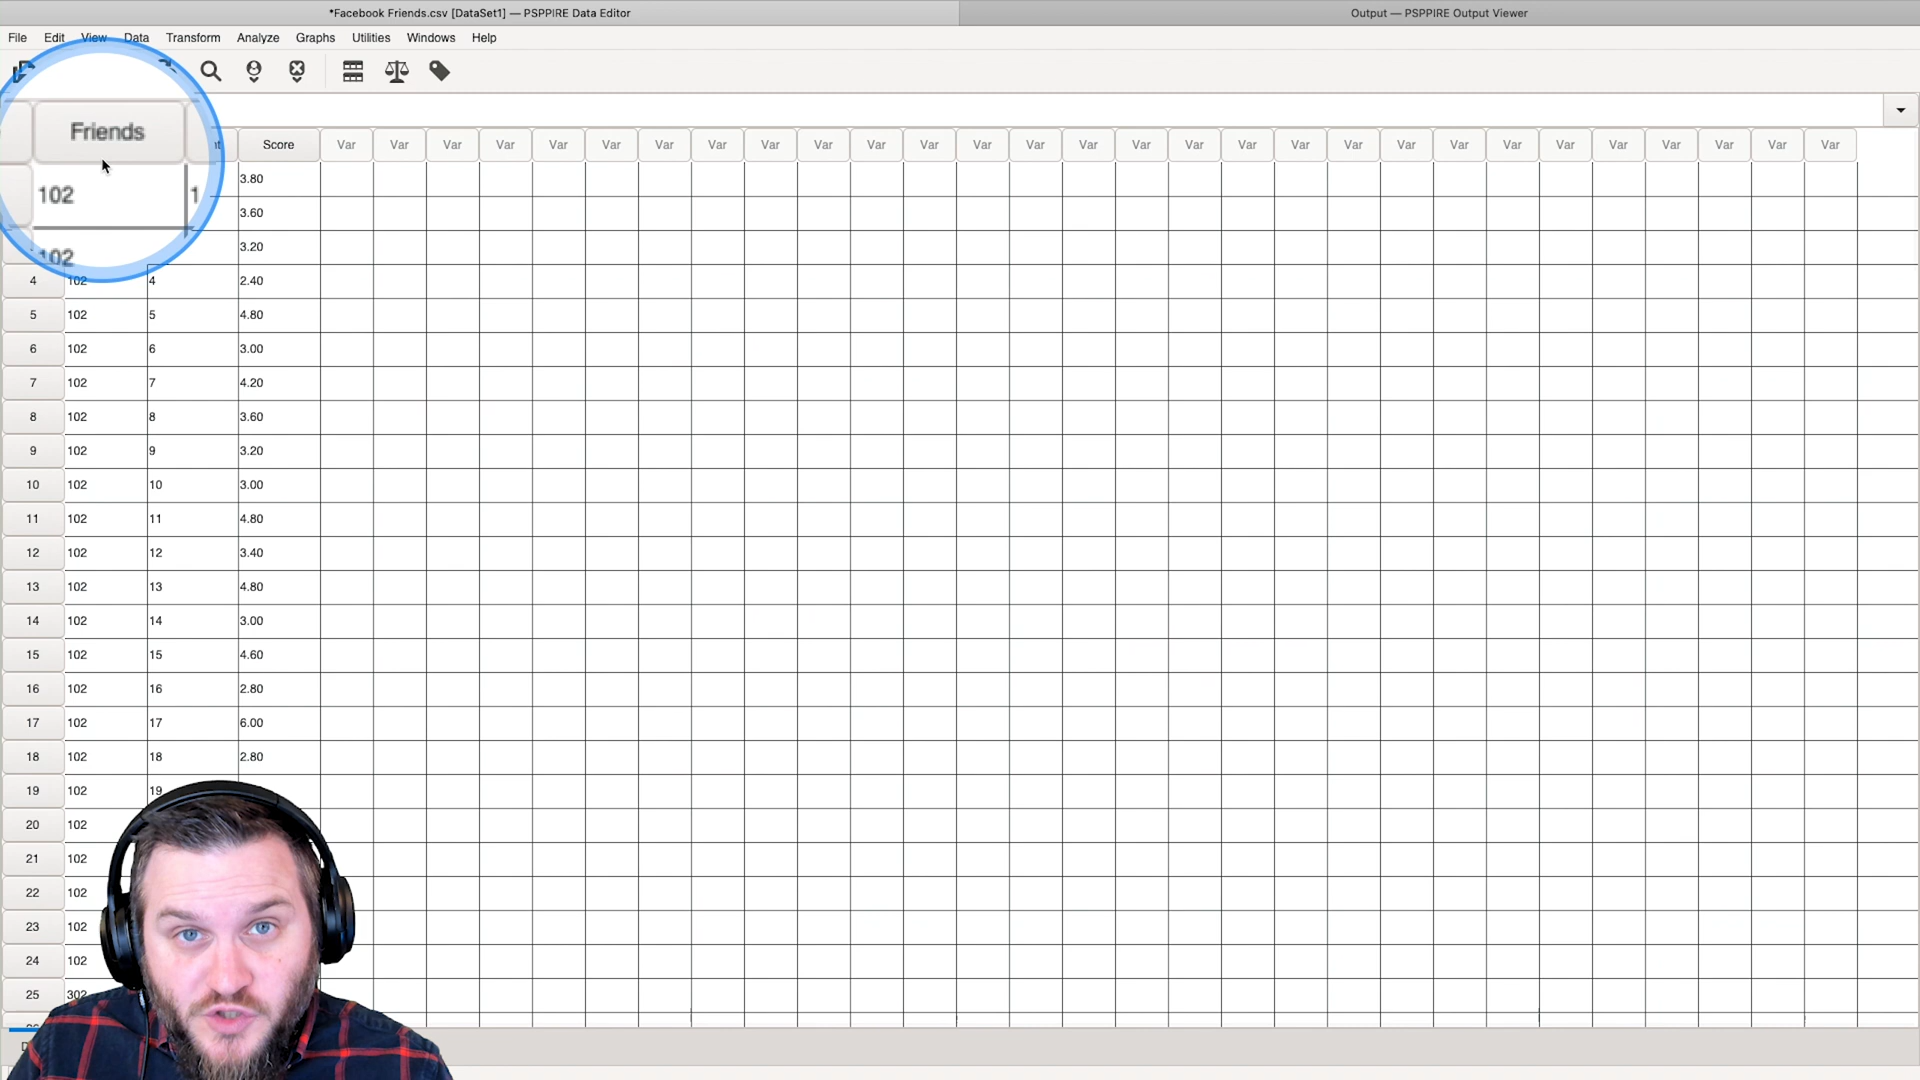 *Facebook Friends.csv [DataSet1] — PSPPIRE Data Editor
Output — PSPPIRE Output Viewer
File Edit View Data Transform Analyze Graphs Utilities Windows Help
Friends Score Var Var Var Var Var Var Var Var Var Var Var Var Var Var Var Var Var Var Var Var Var Var Var Var Var Var Var Var Var
102 1 3.80
102 3.60
3.20
4 102 4 2.40
5 102 5 4.80
6 102 6 3.00
7 102 7 4.20
8 102 8 3.60
9 102 9 3.20
10 102 10 3.00
11 102 11 4.80
12 102 12 3.40
13 102 13 4.80
14 102 14 3.00
15 102 15 4.60
16 102 16 2.80
17 102 17 6.00
18 102 18 2.80
19 102 19
20 102
21 102
22 102
23 102
24 102
25 302